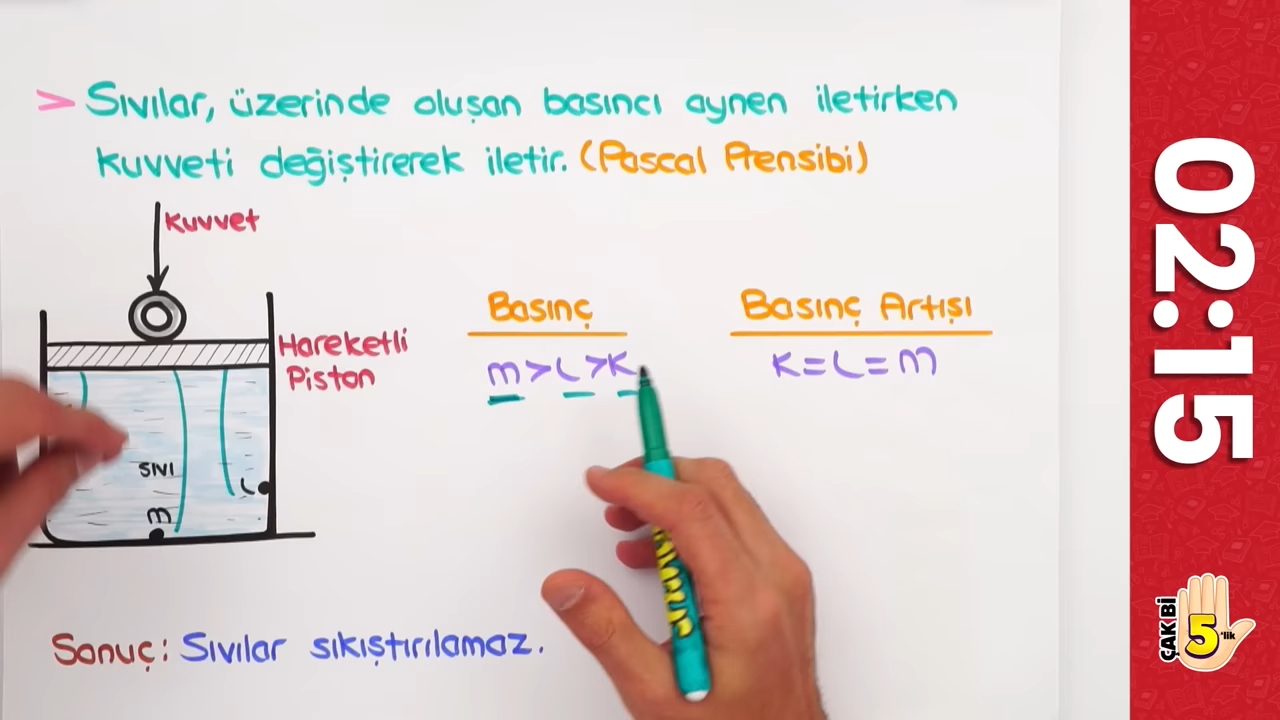 > Sıvılar, üzerinde oluşan basıncı aynen iletirken
kuvveti değiştirerek iletir. (Pascal Prensibi)
Kuvvet
Hareketli
Piston
SIVI
L
m
Basınç
m>L>K
Basınç Artışı
K=L=m
Sonuç: Sıvılar sıkıştırılamaz.
02:15
ÇAK Bİ
5'lik